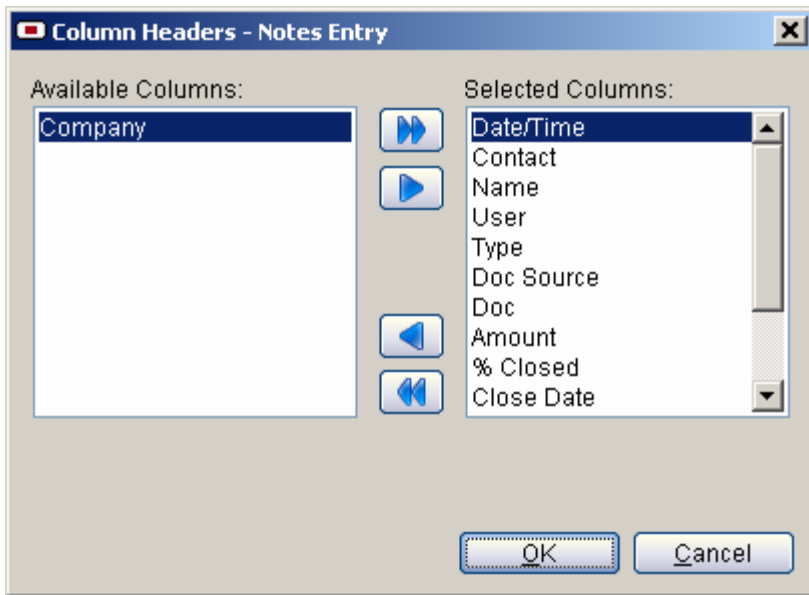 Column Headers - Notes Entry
Available Columns:
Company
Selected Columns:
Date/Time
Contact
Name
User
Type
Doc Source
Doc
Amount
% Closed
Close Date
OK
Cancel